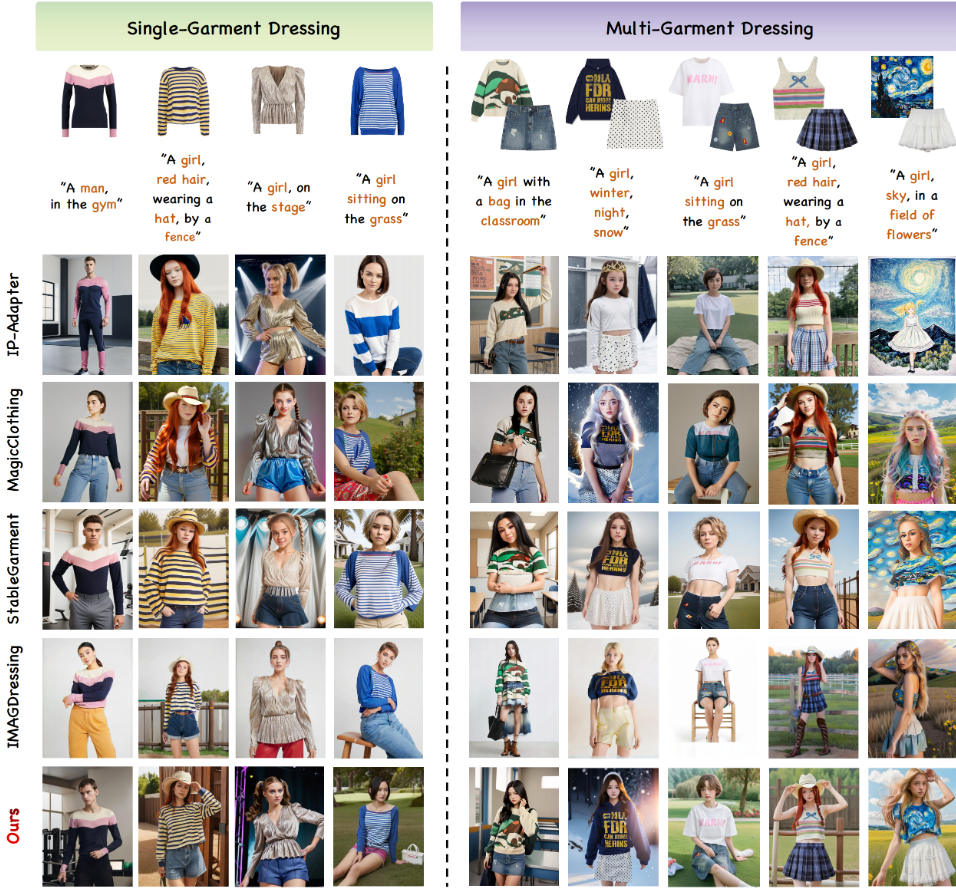 Single-Garment Dressing
Multi-Garment Dressing
"A man,
in the gym"
"A girl,
red hair,
wearing a
hat, by a
fence"
"A girl, on
the stage"
"A girl
sitting on
the grass"
"A girl with
a bag in the
classroom"
"A girl,
winter,
night,
snow"
"A girl
sitting on
the grass"
"A girl,
red hair,
wearing a
hat, by a
fence"
"A girl,
sky, in a
field of
flowers"
IP-Adapter
MagicClothing
StableGarment
IMAGDressing
Ours